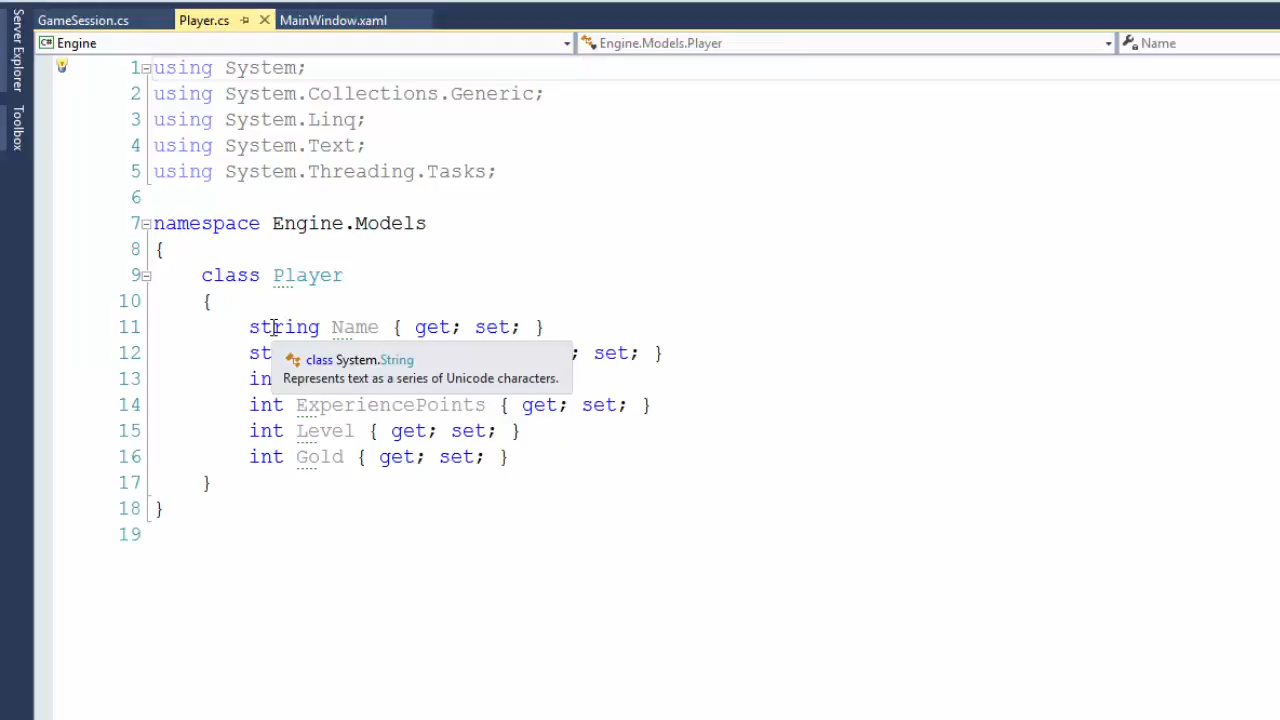 GameSession.cs Player.cs MainWindow.xaml
Server Explorer
Toolbox
C# Engine Engine.Models.Player Name
1 using System;
2 using System.Collections.Generic;
3 using System.Linq;
4 using System.Text;
5 using System.Threading.Tasks;
6
7 namespace Engine.Models
8 {
9 class Player
10 {
11 string Name { get; set; }
12 st ; set; }
class System.String
Represents text as a series of Unicode characters.
13 in
14 int ExperiencePoints { get; set; }
15 int Level { get; set; }
16 int Gold { get; set; }
17 }
18 }
19